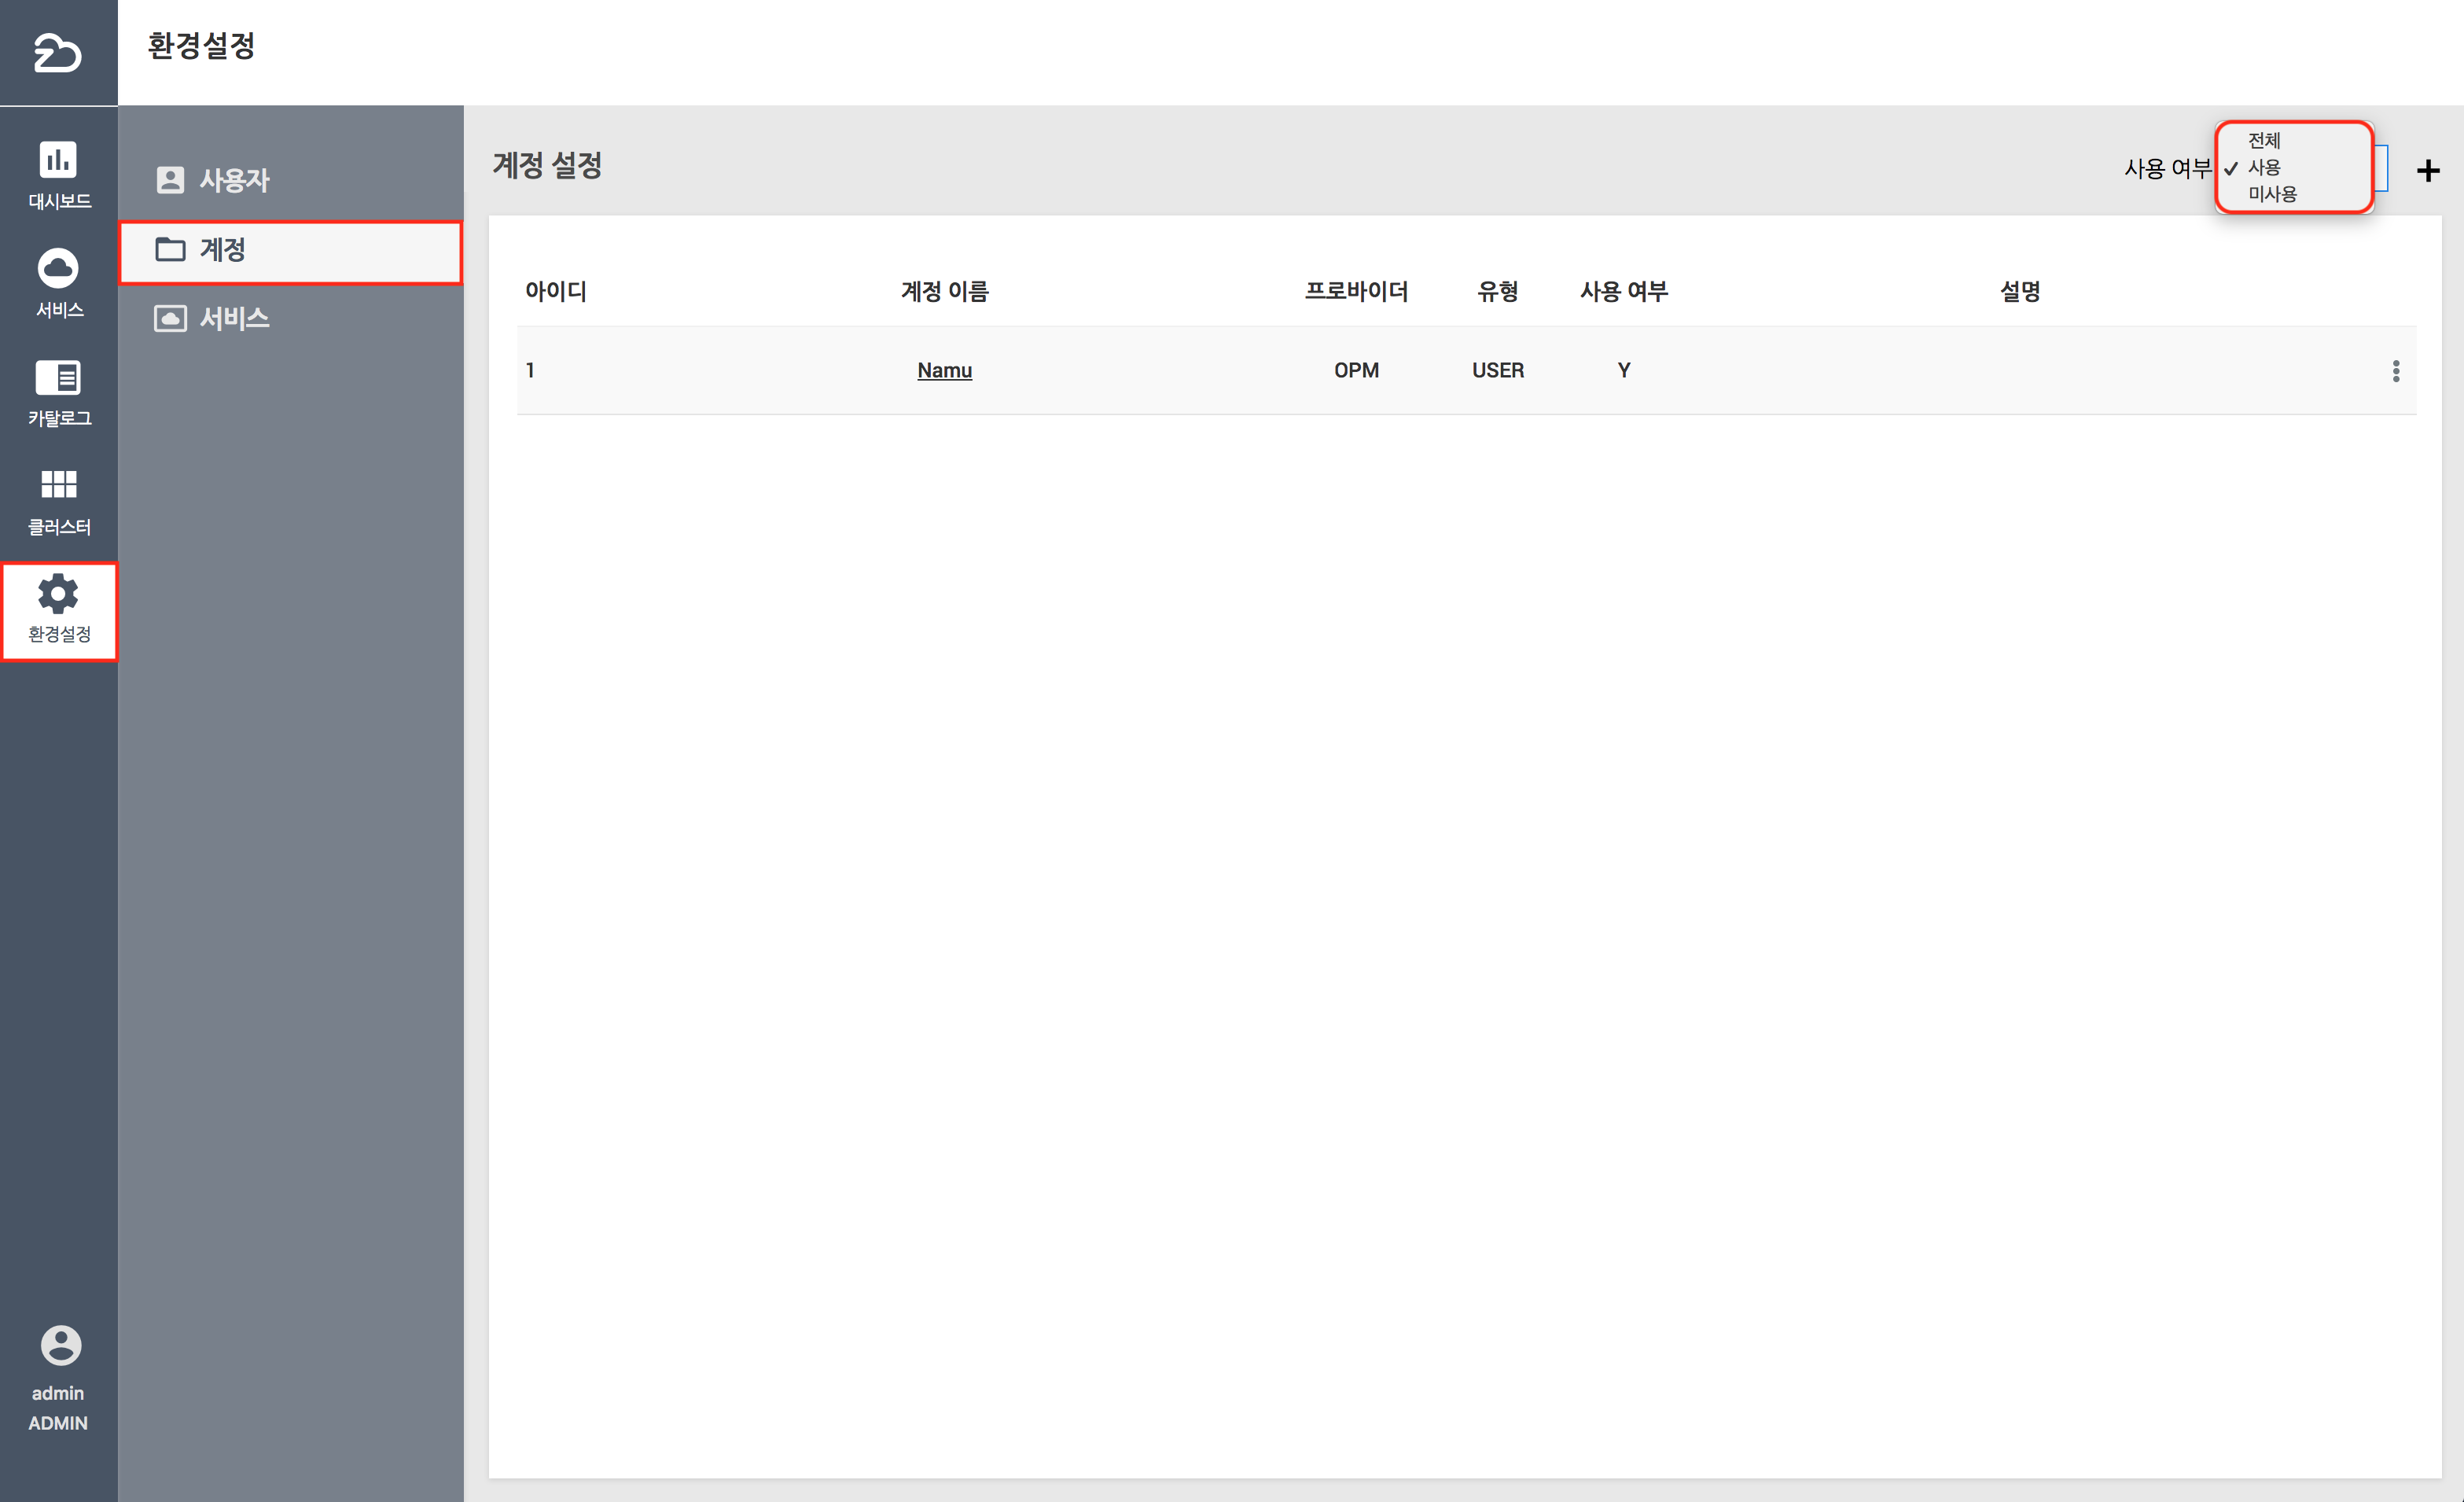 환경설정
대시보드
서비스
카탈로그
클러스터
환경설정
admin
ADMIN
사용자
계정
서비스
계정 설정
사용 여부
전체
✓ 사용
미사용
+
아이디 계정 이름 프로바이더 유형 사용 여부 설명
1 Namu OPM USER Y